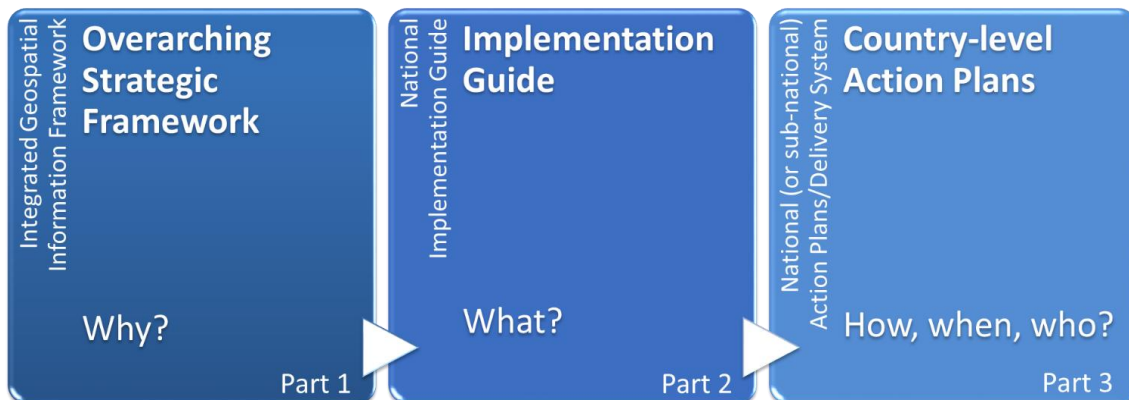 Integrated Geospatial
Information Framework
Overarching
Strategic
Framework
Why?
Part 1
National
Implementation Guide
Implementation
Guide
What?
Part 2
National (or sub-national)
Action Plans/Delivery System
Country-level
Action Plans
How, when, who?
Part 3